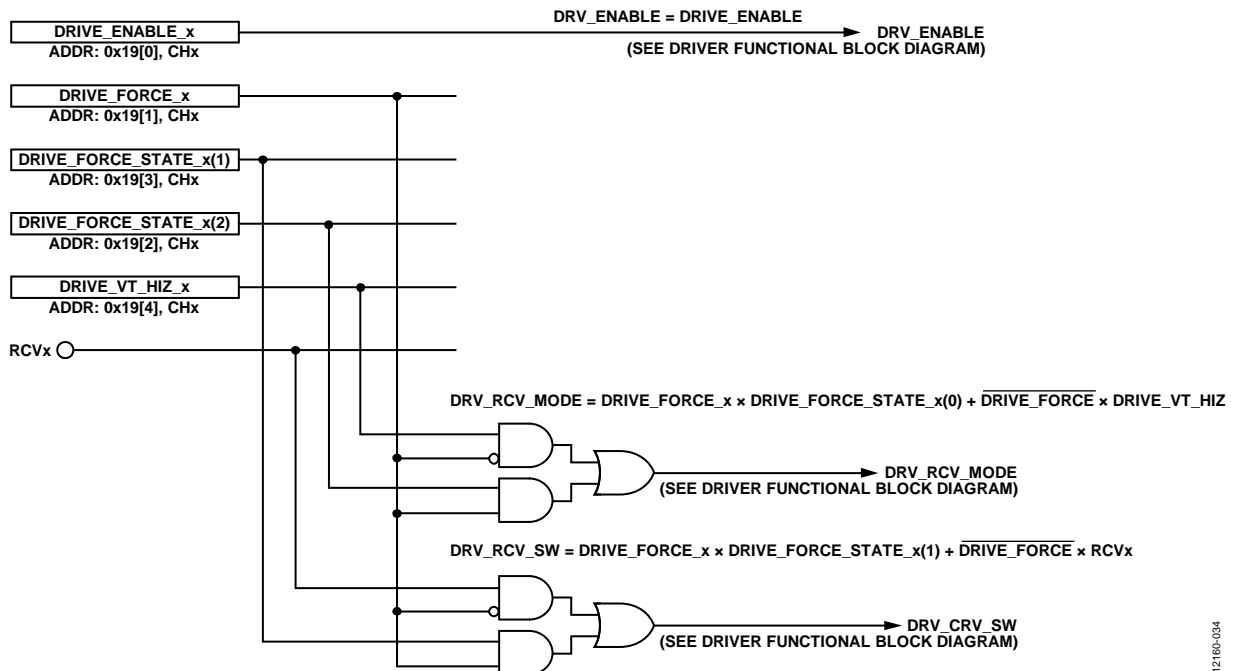 DRIVE_ENABLE_x
ADDR: 0x19[0], CHx
DRV_ENABLE = DRIVE_ENABLE
DRV_ENABLE
(SEE DRIVER FUNCTIONAL BLOCK DIAGRAM)
DRIVE_FORCE_x
ADDR: 0x19[1], CHx
DRIVE_FORCE_STATE_x(1)
ADDR: 0x19[3], CHx
DRIVE_FORCE_STATE_x(2)
ADDR: 0x19[2], CHx
DRIVE_VT_HIZ_x
ADDR: 0x19[4], CHx
RCVx
DRV_RCV_MODE = DRIVE_FORCE_x × DRIVE_FORCE_STATE_x(0) + DRIVE_FORCE × DRIVE_VT_HIZ
DRV_RCV_MODE
(SEE DRIVER FUNCTIONAL BLOCK DIAGRAM)
DRV_RCV_SW = DRIVE_FORCE_x × DRIVE_FORCE_STATE_x(1) + DRIVE_FORCE × RCVx
DRV_CRV_SW
(SEE DRIVER FUNCTIONAL BLOCK DIAGRAM)
12160-034